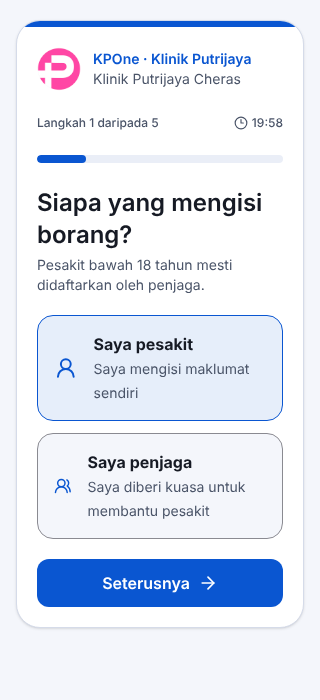 KPOne · Klinik Putrijaya
Klinik Putrijaya Cheras
Langkah 1 daripada 5
19:58
Siapa yang mengisi
borang?
Pesakit bawah 18 tahun mesti
didaftarkan oleh penjaga.
Saya pesakit
Saya mengisi maklumat
sendiri
Saya penjaga
Saya diberi kuasa untuk
membantu pesakit
Seterusnya